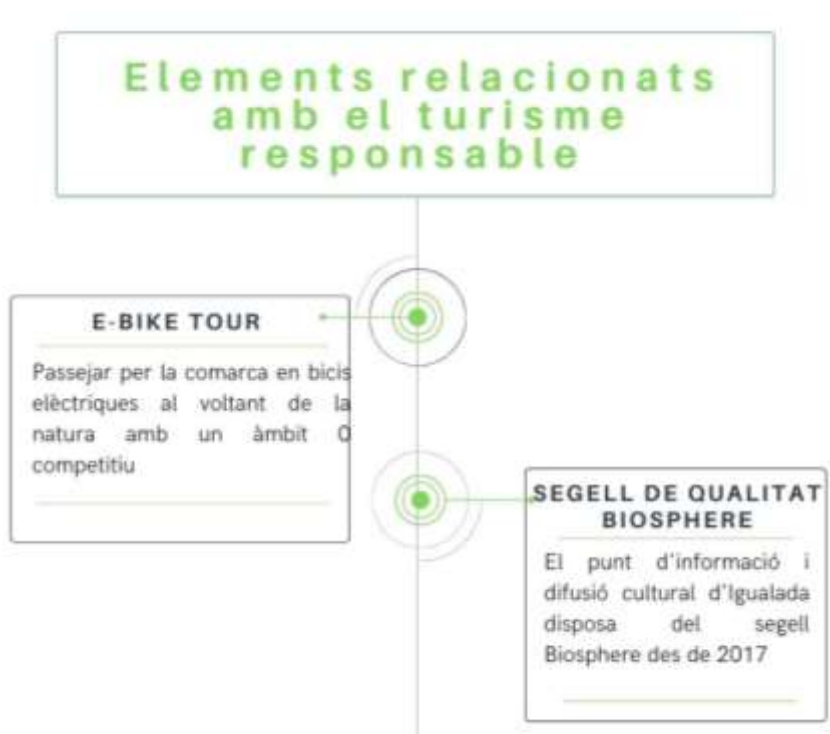 Elements relacionats
amb el turisme
responsable
E-BIKE TOUR
Passejar per la comarca en bicis
elèctriques al voltant de la
natura amb un àmbit 0
competitiu
SEGELL DE QUALITAT
BIOSPHERE
El punt d'informació i
difusió cultural d'Igualada
disposa del segell
Biosphere des de 2017